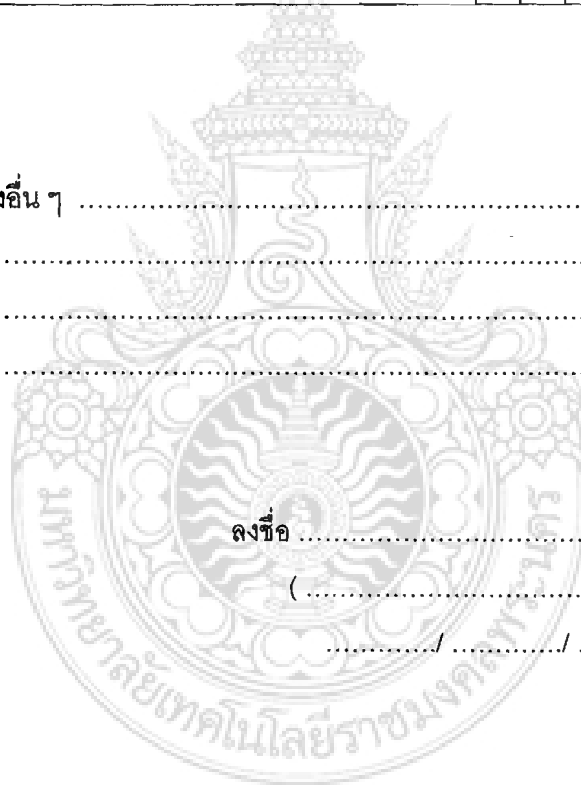 งอื่น ๆ ........................................................
........................................................
........................................................
........................................................
ลงชื่อ ........................................
( ........................................
............/ ............/ .
มหาวิทยาลัยเทคโนโลยีราชมงคลพระนคร